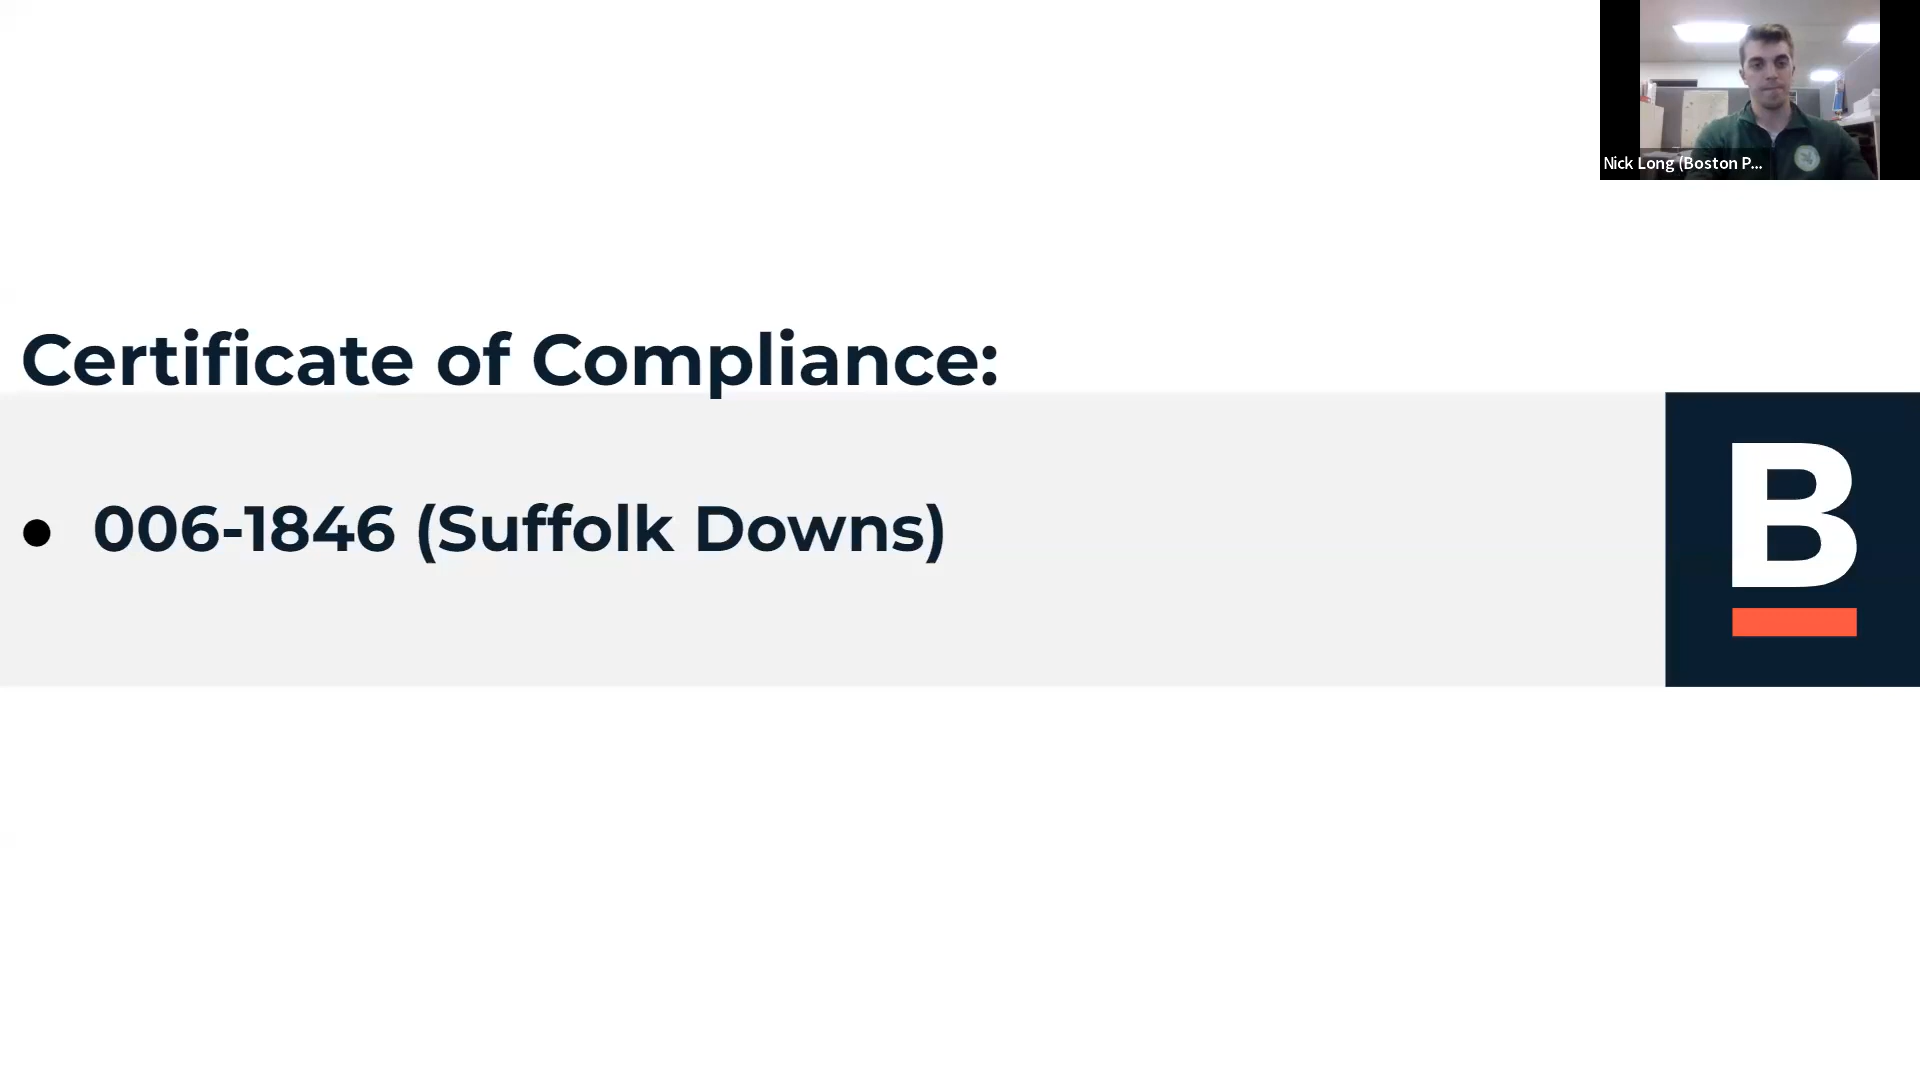 Nick Long (Boston P...
Certificate of Compliance:
● 006-1846 (Suffolk Downs)
B